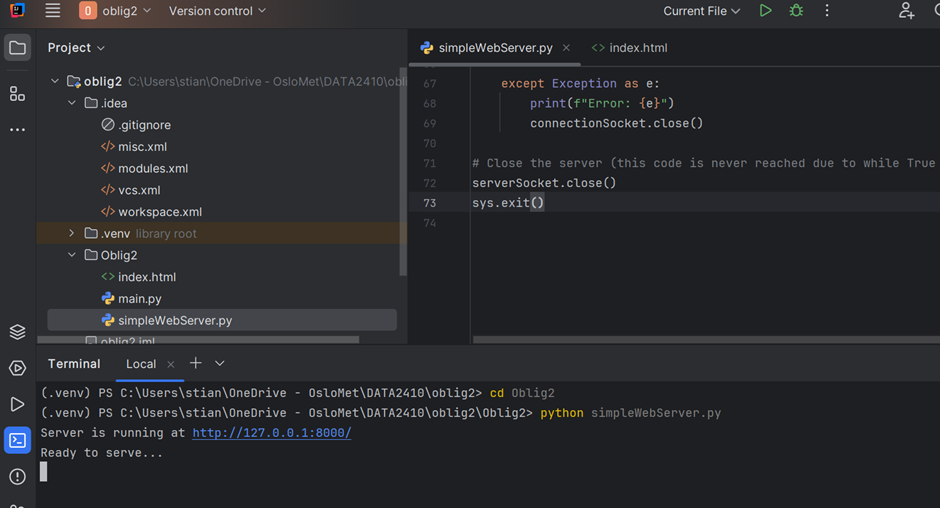 oblig2 Version control Current File
Project
simpleWebServer.py index.html
oblig2 C:\Users\stian\OneDrive - OsloMet\DATA2410\obli
.idea
.gitignore
misc.xml
modules.xml
vcs.xml
workspace.xml
.venv library root
Oblig2
index.html
main.py
simpleWebServer.py
oblig2.iml
67 except Exception as e:
68 print(f"Error: {e}")
69 connectionSocket.close()
70
71 # Close the server (this code is never reached due to while True
72 serverSocket.close()
73 sys.exit()
74
Terminal Local
(.venv) PS C:\Users\stian\OneDrive - OsloMet\DATA2410\oblig2> cd Oblig2
(.venv) PS C:\Users\stian\OneDrive - OsloMet\DATA2410\oblig2\Oblig2> python simpleWebServer.py
Server is running at http://127.0.0.1:8000/
Ready to serve...